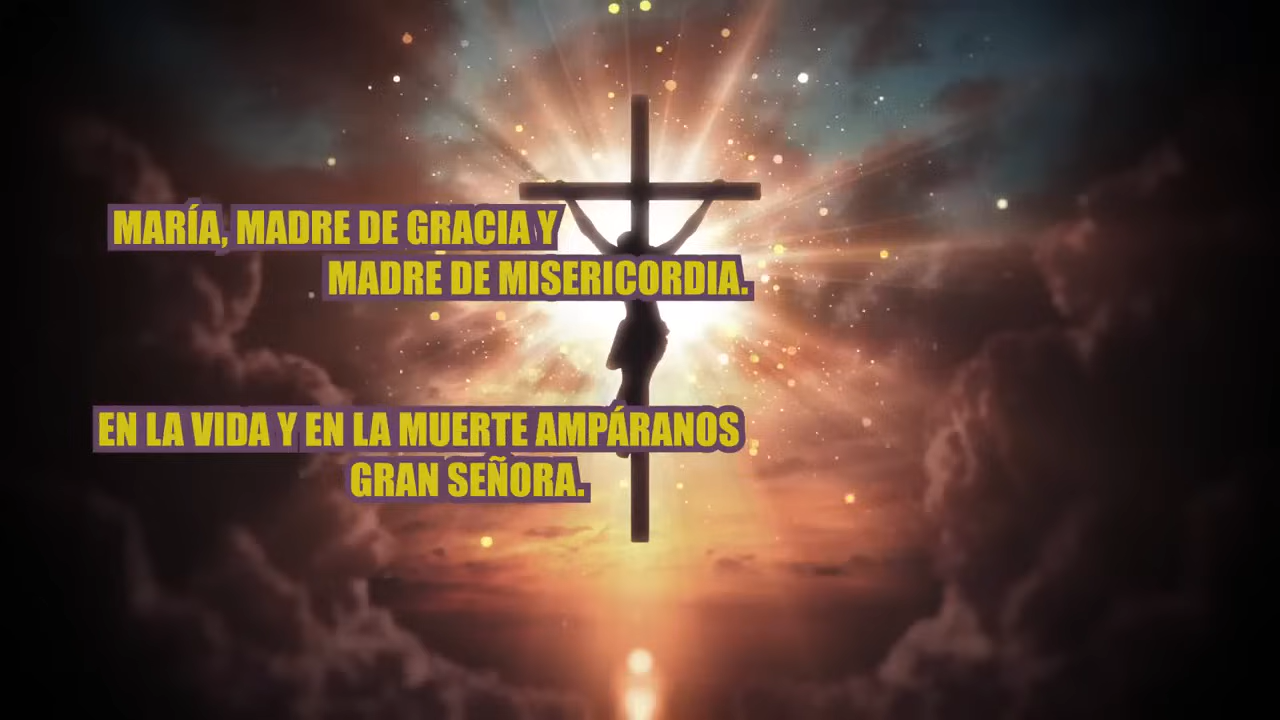 MARÍA, MADRE DE GRACIA Y
MADRE DE MISERICORDIA.
EN LA VIDA Y EN LA MUERTE AMPÁRANOS
GRAN SEÑORA.